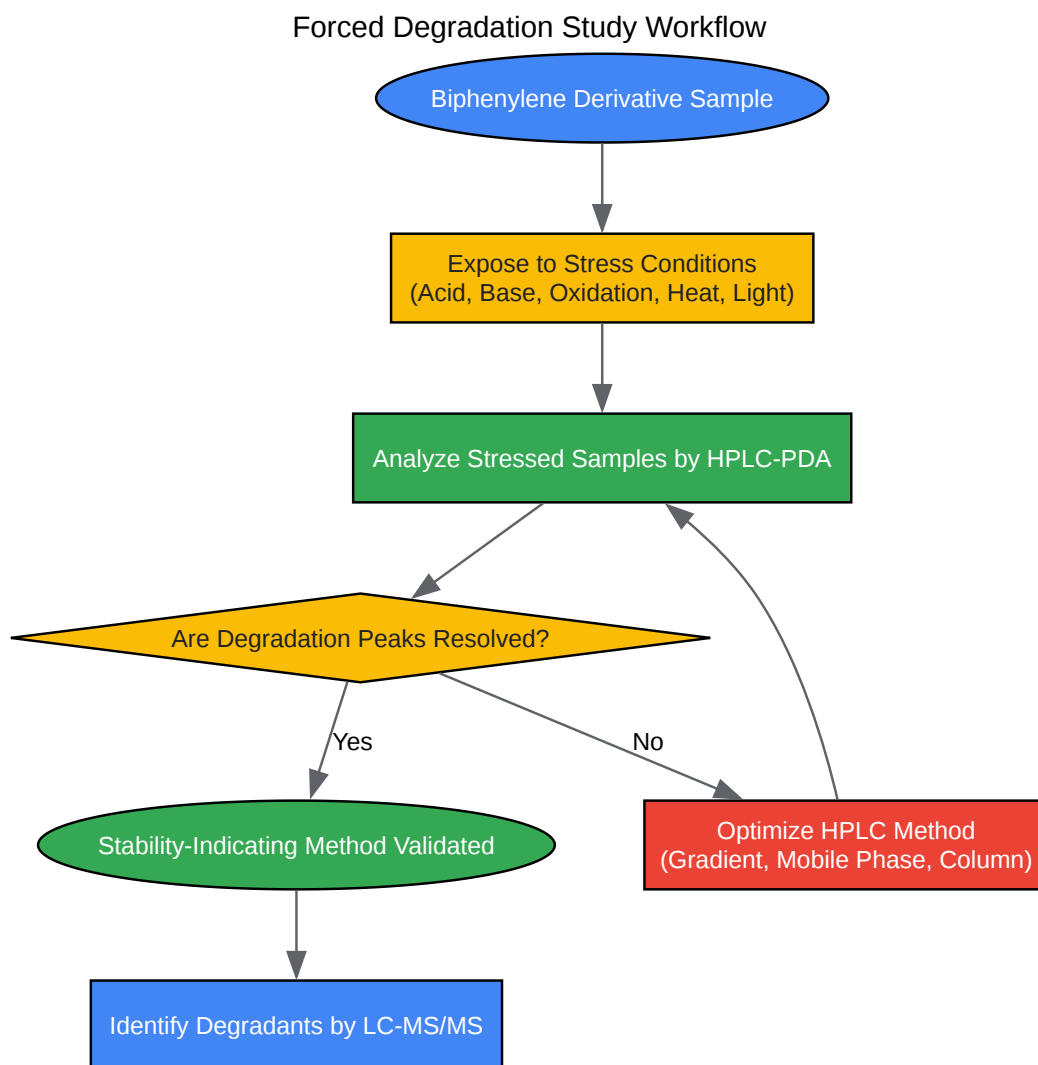 Forced Degradation Study Workflow
Biphenylene Derivative Sample
Expose to Stress Conditions
(Acid, Base, Oxidation, Heat, Light)
Analyze Stressed Samples by HPLC-PDA
Are Degradation Peaks Resolved?
Yes
No
Stability-Indicating Method Validated
Optimize HPLC Method
(Gradient, Mobile Phase, Column)
Identify Degradants by LC-MS/MS